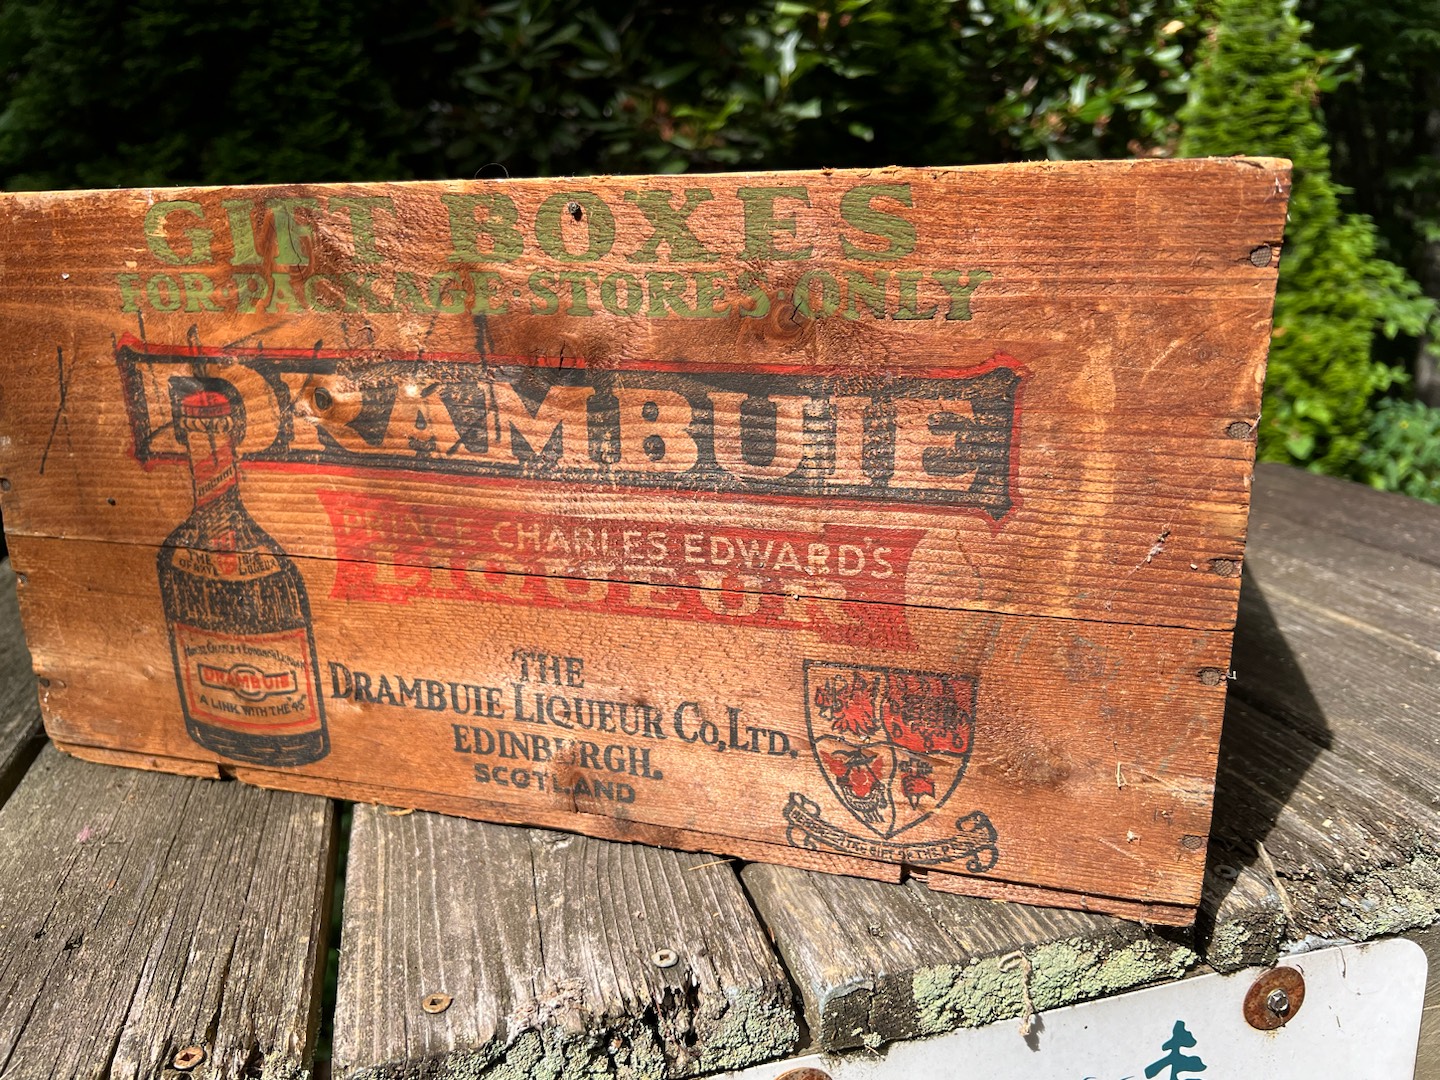 GIFT BOXES
FOR·PACKAGE·STORES·ONLY
DRAMBUIE
PRINCE CHARLES EDWARD'S
LIQUEUR
DRAMBUIE
A LINK WITH THE '45
THE
DRAMBUIE LIQUEUR CO, LTD.
EDINBURGH.
SCOTLAND